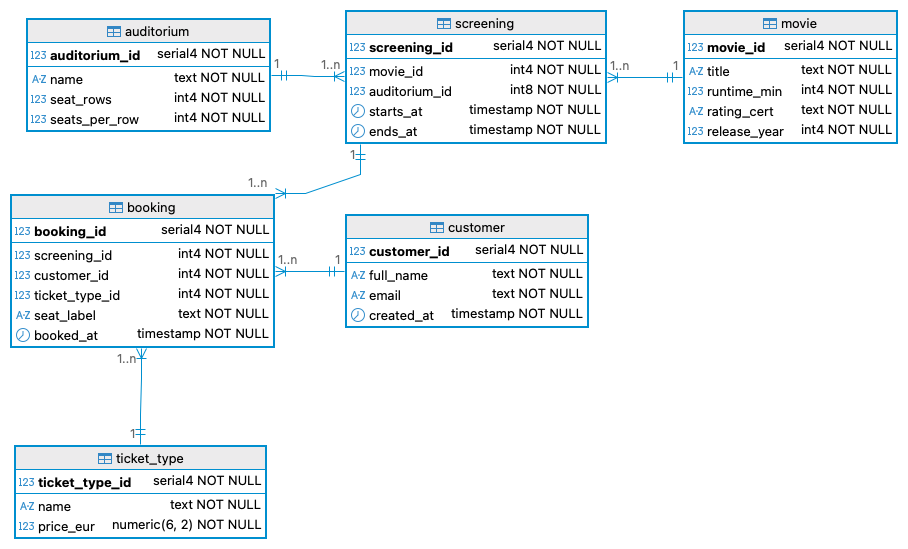 auditorium
123 auditorium_id serial4 NOT NULL
A-Z name text NOT NULL
123 seat_rows int4 NOT NULL
123 seats_per_row int4 NOT NULL
1
1..n
screening
123 screening_id serial4 NOT NULL
123 movie_id int4 NOT NULL
123 auditorium_id int8 NOT NULL
starts_at timestamp NOT NULL
ends_at timestamp NOT NULL
1..n
1
movie
123 movie_id serial4 NOT NULL
A-Z title text NOT NULL
123 runtime_min int4 NOT NULL
A-Z rating_cert text NOT NULL
123 release_year int4 NOT NULL
1
1..n
booking
123 booking_id serial4 NOT NULL
123 screening_id int4 NOT NULL
123 customer_id int4 NOT NULL
123 ticket_type_id int4 NOT NULL
A-Z seat_label text NOT NULL
booked_at timestamp NOT NULL
1..n
1
customer
123 customer_id serial4 NOT NULL
A-Z full_name text NOT NULL
A-Z email text NOT NULL
created_at timestamp NOT NULL
1..n
1
ticket_type
123 ticket_type_id serial4 NOT NULL
A-Z name text NOT NULL
123 price_eur numeric(6, 2) NOT NULL